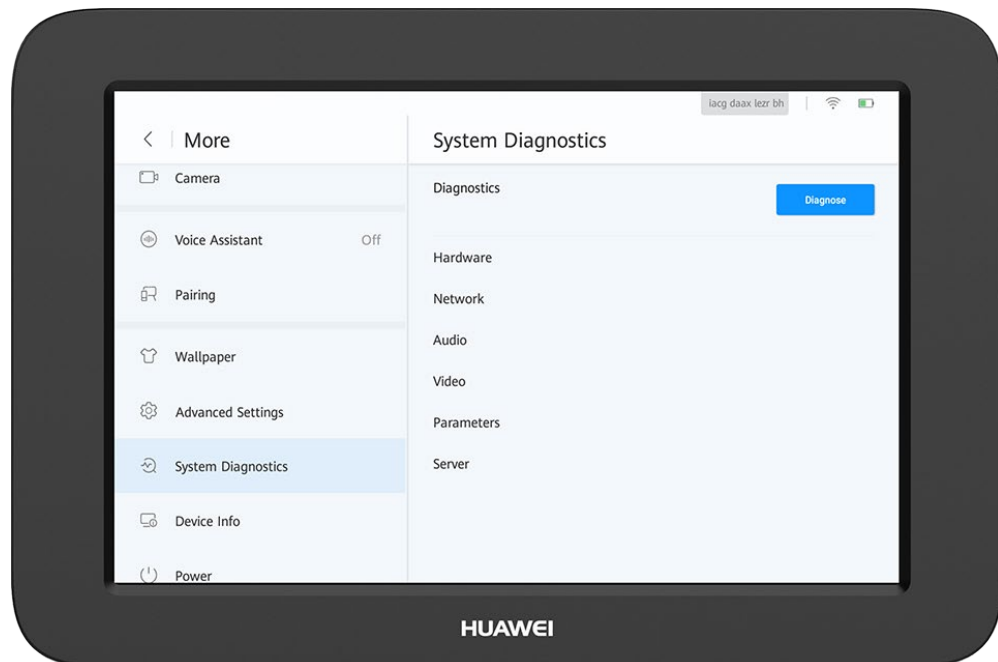 iacg daax lezr bh
More
Camera
Voice Assistant Off
Pairing
Wallpaper
Advanced Settings
System Diagnostics
Device Info
Power
System Diagnostics
Diagnostics
Diagnose
Hardware
Network
Audio
Video
Parameters
Server
HUAWEI